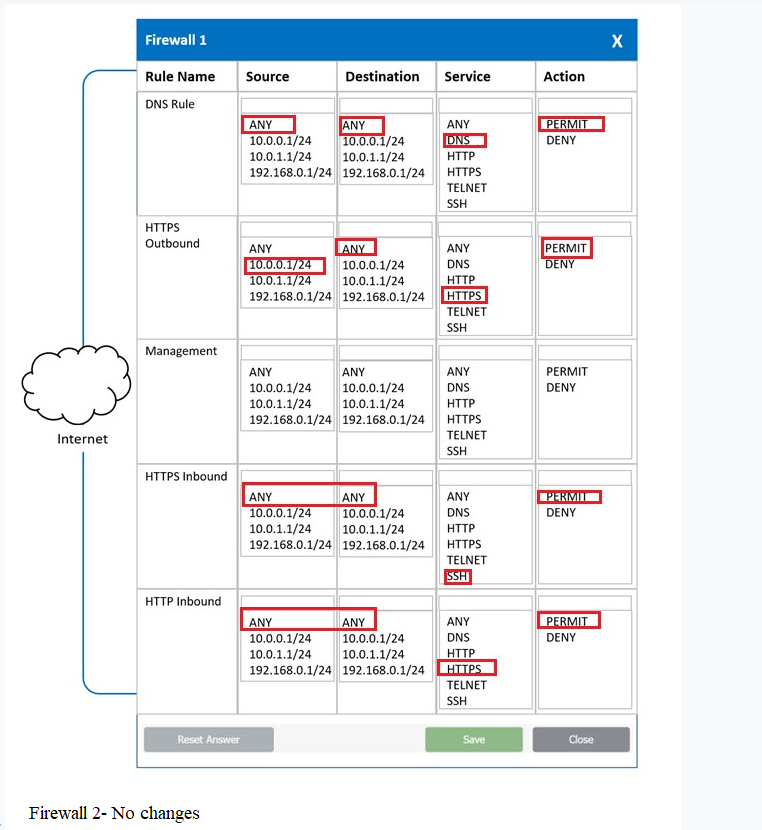 Firewall 1 X
Rule Name Source Destination Service Action
DNS Rule
ANY ANY ANY PERMIT
10.0.0.1/24 10.0.0.1/24 DNS DENY
10.0.1.1/24 10.0.1.1/24 HTTP
192.168.0.1/24 192.168.0.1/24 HTTPS
TELNET
SSH
HTTPS
Outbound
ANY ANY ANY PERMIT
10.0.0.1/24 10.0.0.1/24 DNS DENY
10.0.1.1/24 10.0.1.1/24 HTTP
192.168.0.1/24 192.168.0.1/24 HTTPS
TELNET
SSH
Management
ANY ANY ANY PERMIT
10.0.0.1/24 10.0.0.1/24 DNS DENY
10.0.1.1/24 10.0.1.1/24 HTTP
192.168.0.1/24 192.168.0.1/24 HTTPS
TELNET
SSH
Internet
HTTPS Inbound
ANY ANY ANY PERMIT
10.0.0.1/24 10.0.0.1/24 DNS DENY
10.0.1.1/24 10.0.1.1/24 HTTP
192.168.0.1/24 192.168.0.1/24 HTTPS
TELNET
SSH
HTTP Inbound
ANY ANY ANY PERMIT
10.0.0.1/24 10.0.0.1/24 DNS DENY
10.0.1.1/24 10.0.1.1/24 HTTP
192.168.0.1/24 192.168.0.1/24 HTTPS
TELNET
SSH
Reset Answer Save Close
Firewall 2- No changes